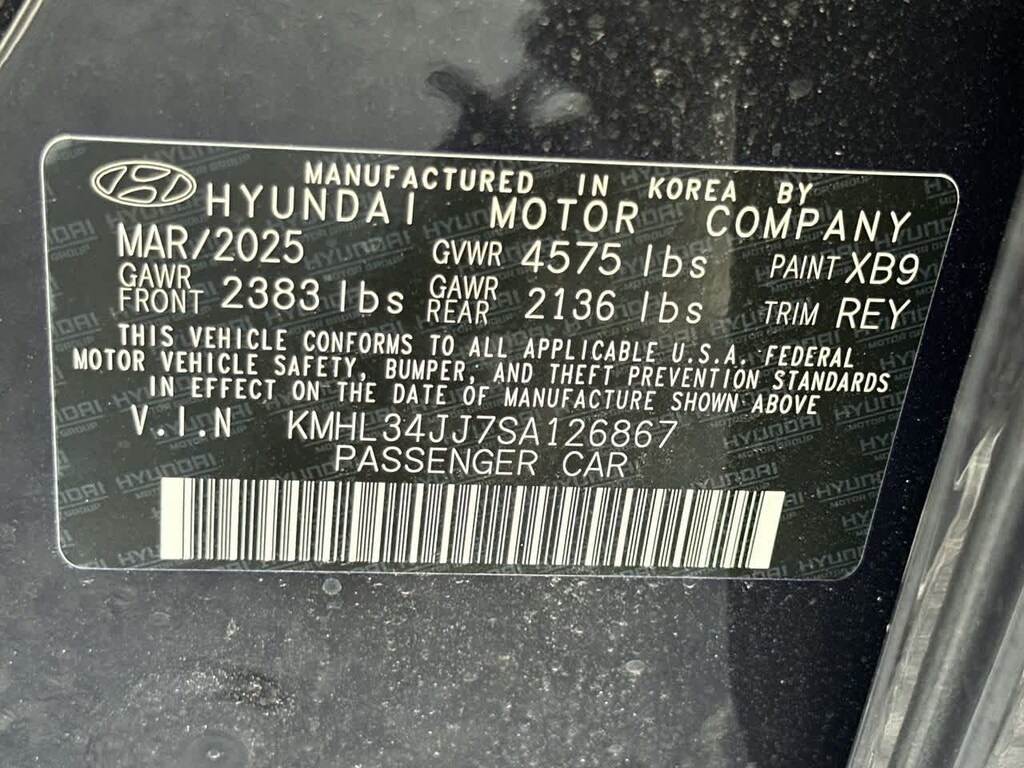 MANUFACTURED IN KOREA BY
HYUNDAI MOTOR COMPANY
MAR/2025 GVWR 4575 lbs PAINT XB9
GAWR FRONT 2383 lbs GAWR REAR 2136 lbs TRIM REY
THIS VEHICLE CONFORMS TO ALL APPLICABLE U.S.A. FEDERAL
MOTOR VEHICLE SAFETY, BUMPER, AND THEFT PREVENTION STANDARDS
IN EFFECT ON THE DATE OF MANUFACTURE SHOWN ABOVE
V.I.N KMHL34JJ7SA126867
PASSENGER CAR